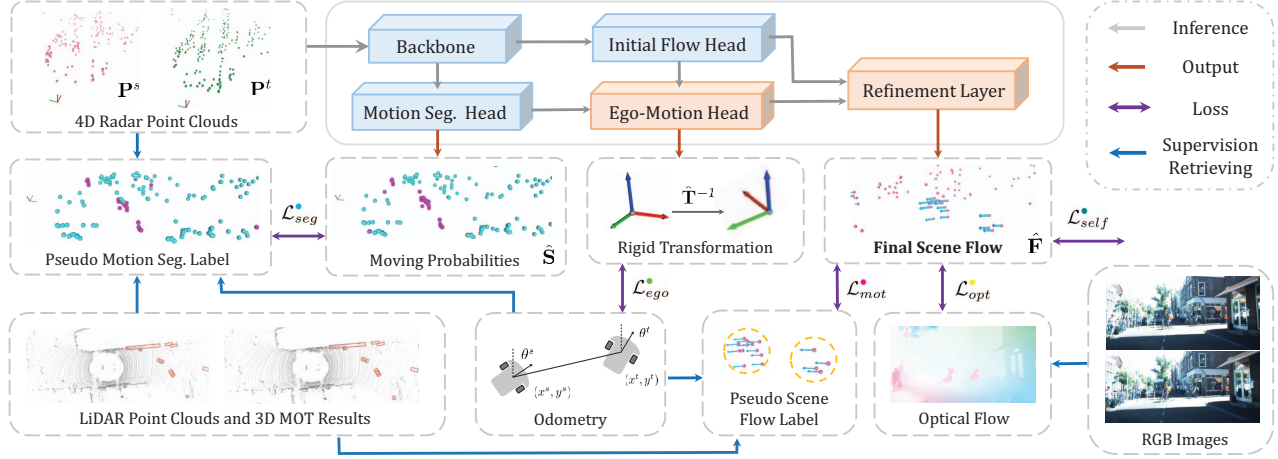 P^s
P^t
4D Radar Point Clouds
Backbone
Initial Flow Head
Motion Seg. Head
Ego-Motion Head
Refinement Layer
Inference
Output
Loss
Supervision
Retrieving
Pseudo Motion Seg. Label
L_seg
Moving Probabilities
Ŝ
T̂^−1
Rigid Transformation
Final Scene Flow
F̂
L_self
L_ego
L_mot
L_opt
LiDAR Point Clouds and 3D MOT Results
θ^s
θ^t
(x^s, y^s)
(x^t, y^t)
Odometry
Pseudo Scene
Flow Label
Optical Flow
RGB Images